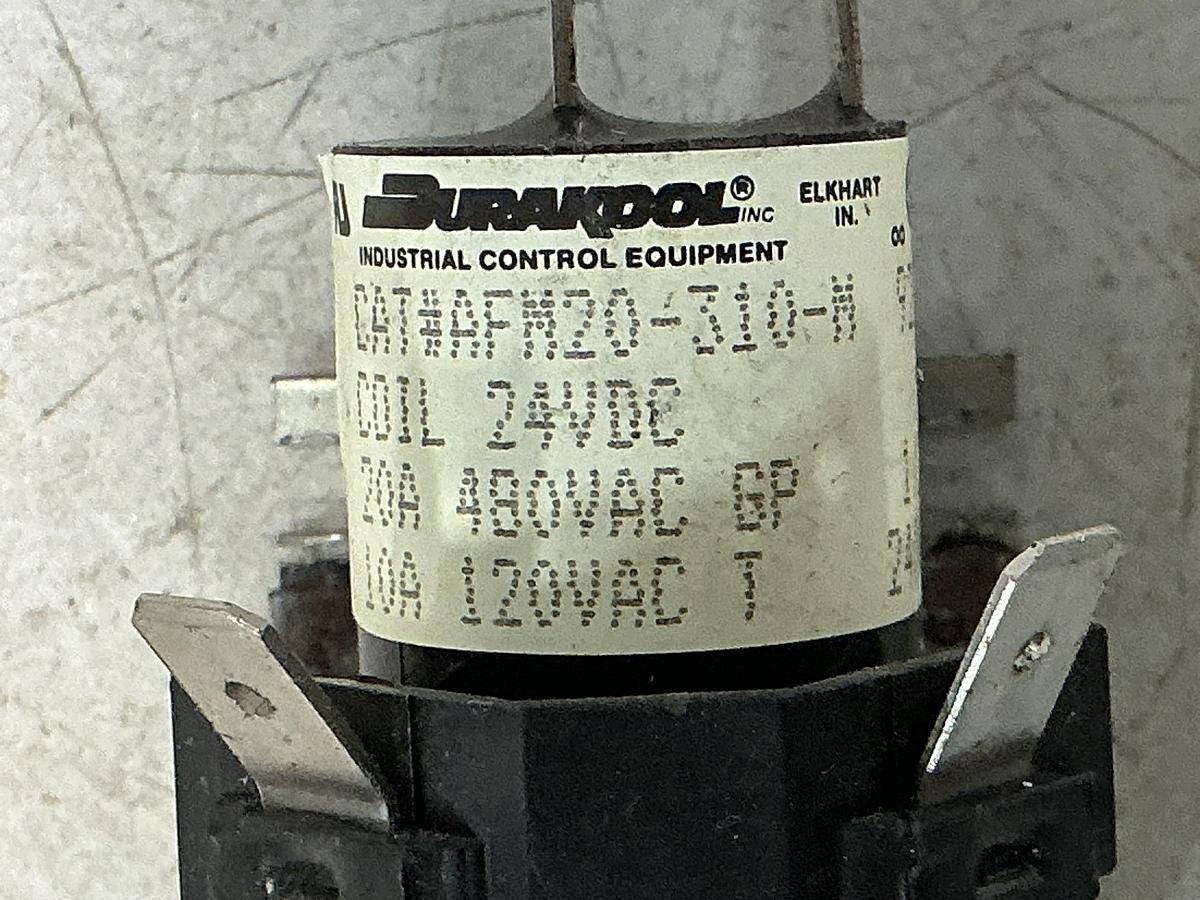 DURAKOOL® INC ELKHART IN.
INDUSTRIAL CONTROL EQUIPMENT
CAT#AFM20-310-M
COIL 24VDC
20A 480VAC GP
10A 120VAC T